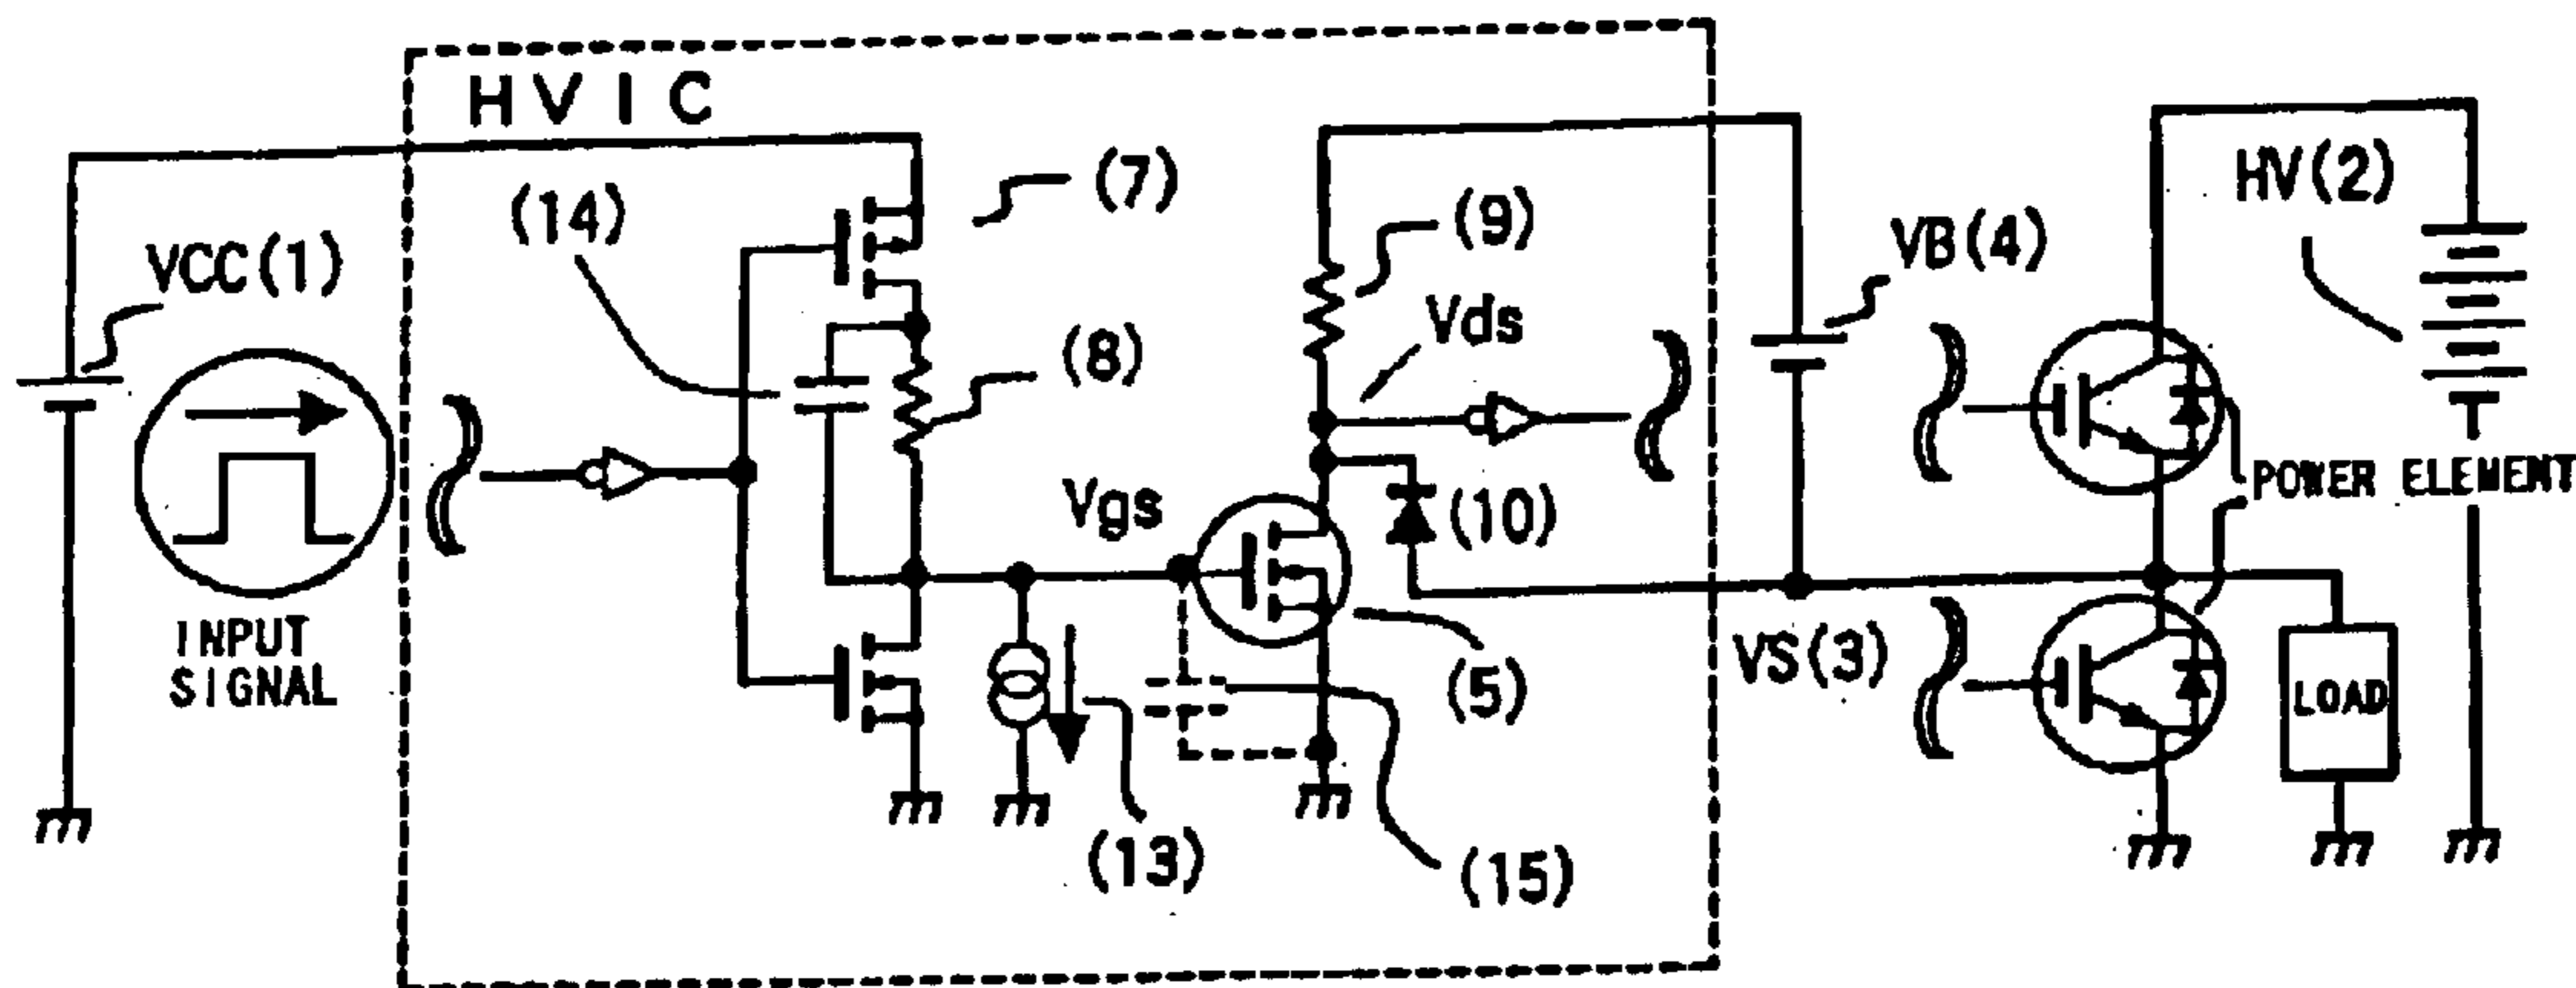 HVIC
(7)
HV(2)
(14)
(9)
VCC(1)
VB(4)
Vds
(8)
POWER ELEMENT
Vgs
(10)
INPUT
SIGNAL
VS(3)
(5)
LOAD
(13)
(15)